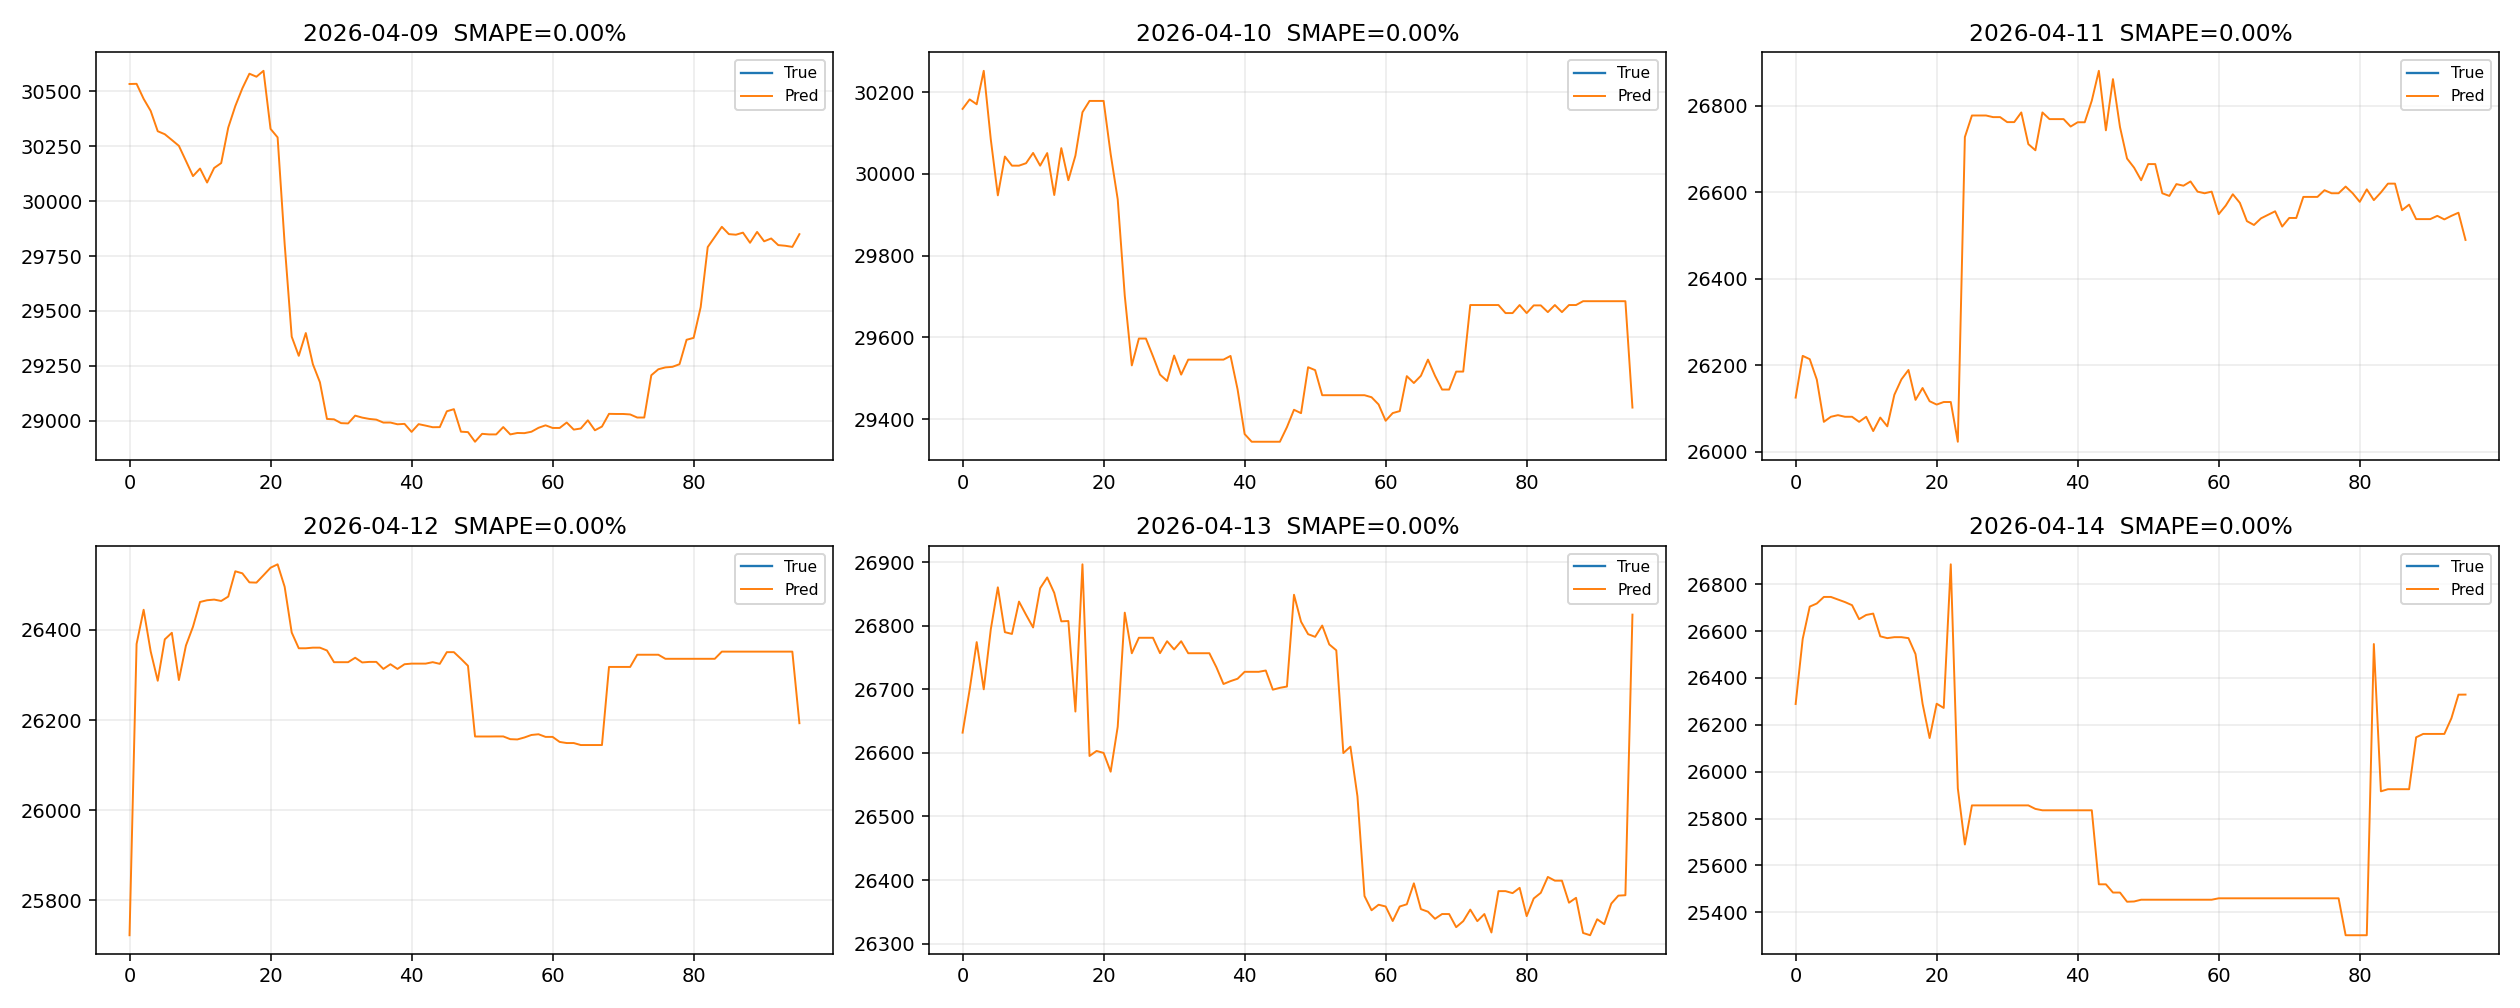 2026-04-09  SMAPE=0.00%
True
Pred
30500
30250
30000
29750
29500
29250
29000
0 20 40 60 80
2026-04-10  SMAPE=0.00%
True
Pred
30200
30000
29800
29600
29400
0 20 40 60 80
2026-04-11  SMAPE=0.00%
True
Pred
26800
26600
26400
26200
26000
0 20 40 60 80
2026-04-12  SMAPE=0.00%
True
Pred
26400
26200
26000
25800
0 20 40 60 80
2026-04-13  SMAPE=0.00%
True
Pred
26900
26800
26700
26600
26500
26400
26300
0 20 40 60 80
2026-04-14  SMAPE=0.00%
True
Pred
26800
26600
26400
26200
26000
25800
25600
25400
0 20 40 60 80